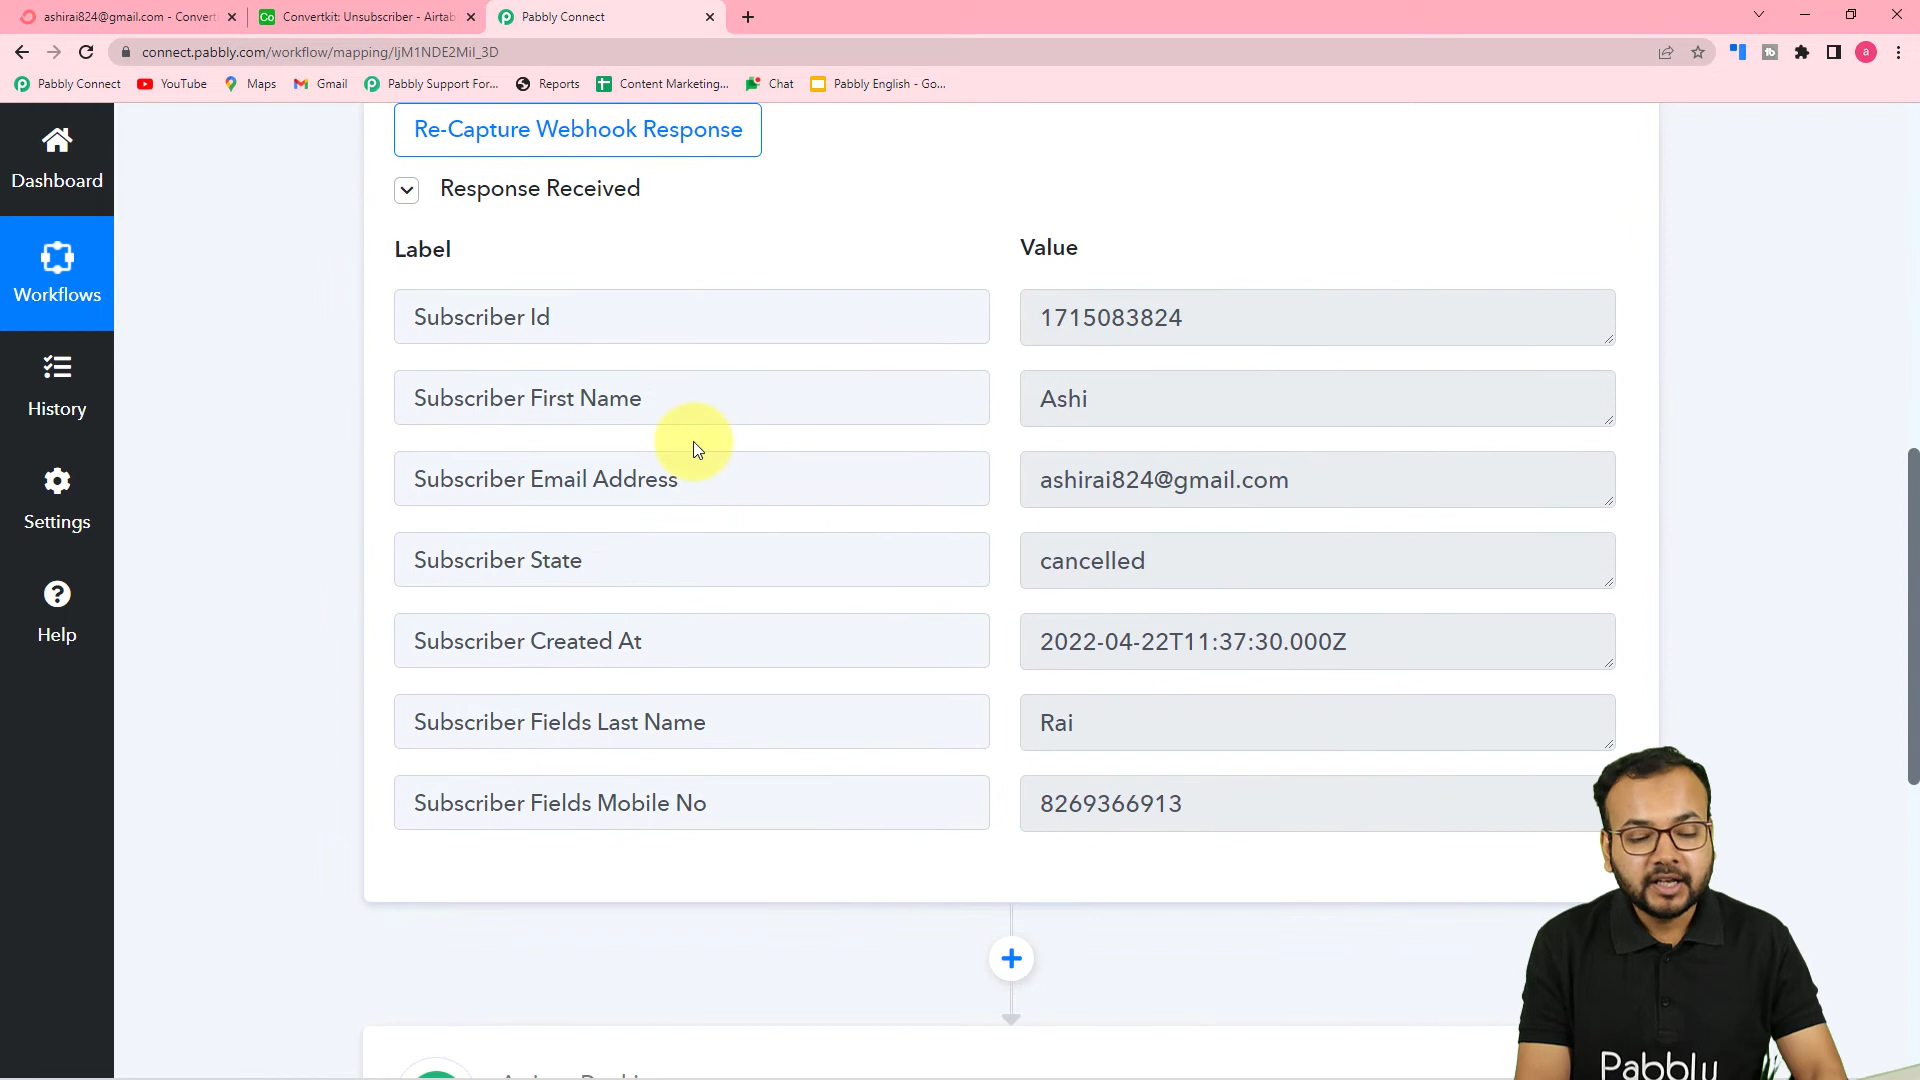 ashirai824@gmail.com - Convert
Convertkit: Unsubscriber - Airtab
Pabbly Connect
connect.pabbly.com/workflow/mapping/IjM1NDE2MiI_3D
a
Pabbly Connect
YouTube
Maps
Gmail
Pabbly Support For...
Reports
Content Marketing...
Chat
Pabbly English - Go...
Dashboard
Workflows
History
Settings
Help
Re-Capture Webhook Response
Response Received
Label Value
Subscriber Id 1715083824
Subscriber First Name Ashi
Subscriber Email Address ashirai824@gmail.com
Subscriber State cancelled
Subscriber Created At 2022-04-22T11:37:30.000Z
Subscriber Fields Last Name Rai
Subscriber Fields Mobile No 8269366913
Pabbly